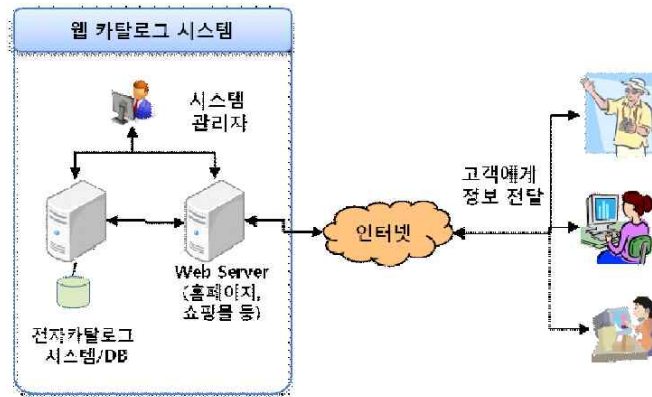 웹 카탈로그 시스템
시스템
관리자
고객에게
정보 전달
인터넷
Web Server
(홈페이지,
쇼핑몰 등)
전자카탈로그
시스템/DB